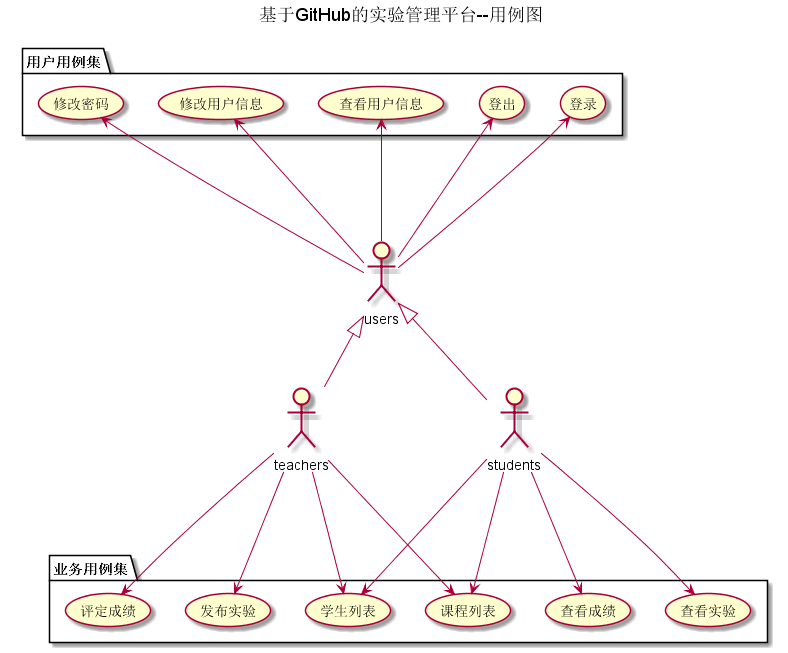 基于GitHub的实验管理平台--用例图
用户用例集
修改密码
修改用户信息
查看用户信息
登出
登录
users
teachers
students
业务用例集
评定成绩
发布实验
学生列表
课程列表
查看成绩
查看实验